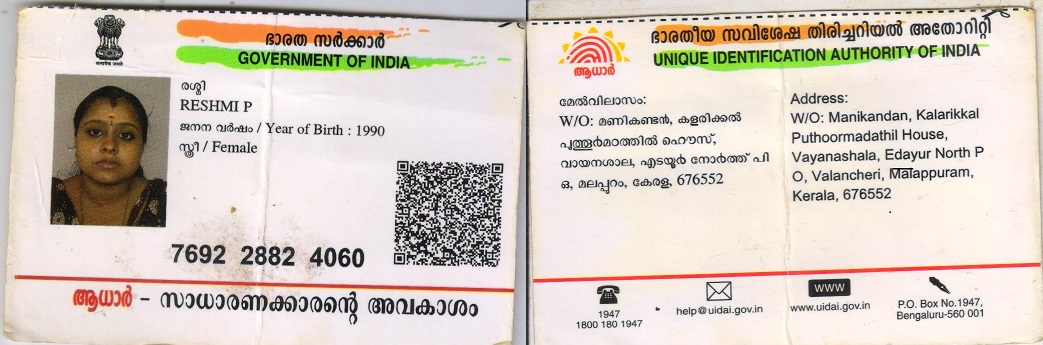 ഭാരത സർക്കാർ
GOVERNMENT OF INDIA
രശ്മി
RESHMI P
ജനന വർഷം / Year of Birth : 1990
സ്ത്രീ / Female
7692 2882 4060
ആധാർ - സാധാരണക്കാരന്റെ അവകാശം
ഭാരതീയ സവിശേഷ തിരിച്ചറിയൽ അതോറിറ്റി
UNIQUE IDENTIFICATION AUTHORITY OF INDIA
ആധാർ
മേൽവിലാസം:
W/O: മണികണ്ടൻ, കളരിക്കൽ
പുത്തൂർമഠത്തിൽ ഹൌസ്,
വായനശാല, എടയൂർ നോർത്ത് പി
ഒ, മലപ്പുറം, കേരള, 676552
Address:
W/O: Manikandan, Kalarikkal
Puthoormadathil House,
Vayanashala, Edayur North P
O, Valancheri, Malappuram,
Kerala, 676552
1947
1800 180 1947
help@uidai.gov.in
WWW
www.uidai.gov.in
P.O. Box No.1947,
Bengaluru-560 001